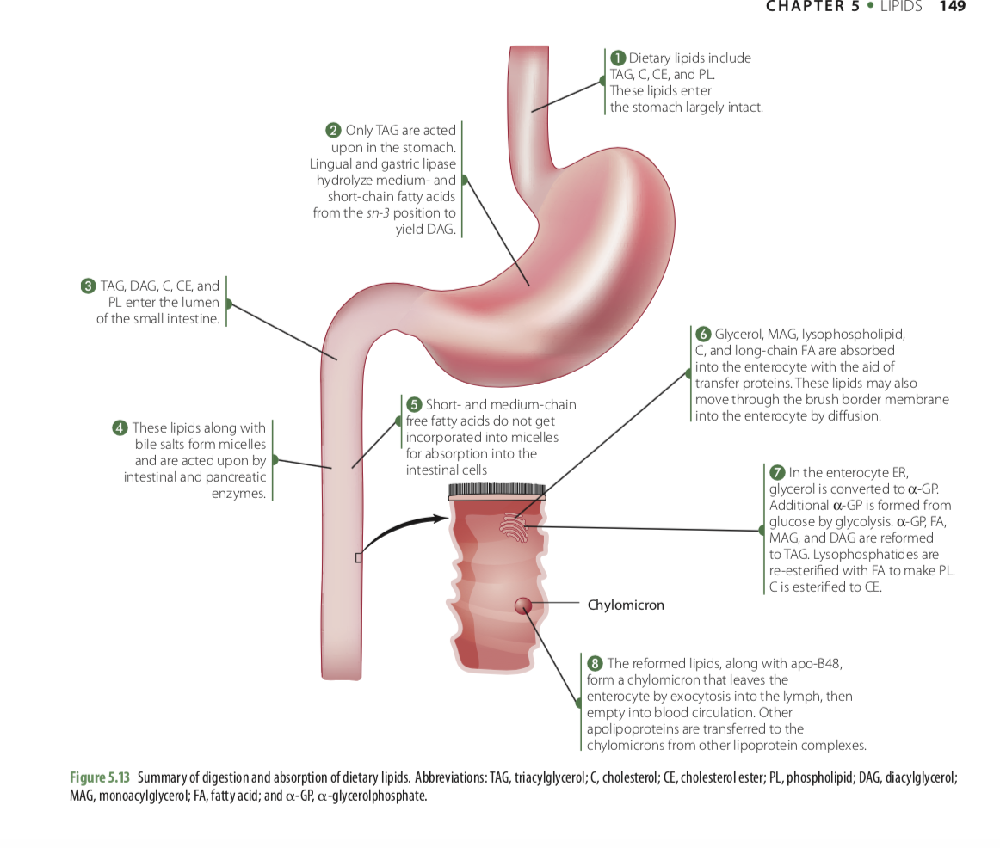 CHAPTER 5 • LIPIDS 149
1 Dietary lipids include
TAG, C, CE, and PL.
These lipids enter
the stomach largely intact.
2 Only TAG are acted
upon in the stomach.
Lingual and gastric lipase
hydrolyze medium- and
short-chain fatty acids
from the sn-3 position to
yield DAG.
3 TAG, DAG, C, CE, and
PL enter the lumen
of the small intestine.
4 These lipids along with
bile salts form micelles
and are acted upon by
intestinal and pancreatic
enzymes.
5 Short- and medium-chain
free fatty acids do not get
incorporated into micelles
for absorption into the
intestinal cells
6 Glycerol, MAG, lysophospholipid,
C, and long-chain FA are absorbed
into the enterocyte with the aid of
transfer proteins. These lipids may also
move through the brush border membrane
into the enterocyte by diffusion.
7 In the enterocyte ER,
glycerol is converted to α-GP.
Additional α-GP is formed from
glucose by glycolysis. α-GP, FA,
MAG, and DAG are reformed
to TAG. Lysophosphatides are
re-esterified with FA to make PL.
C is esterified to CE.
Chylomicron
8 The reformed lipids, along with apo-B48,
form a chylomicron that leaves the
enterocyte by exocytosis into the lymph, then
empty into blood circulation. Other
apolipoproteins are transferred to the
chylomicrons from other lipoprotein complexes.
Figure 5.13 Summary of digestion and absorption of dietary lipids. Abbreviations: TAG, triacylglycerol; C, cholesterol; CE, cholesterol ester; PL, phospholipid; DAG, diacylglycerol;
MAG, monoacylglycerol; FA, fatty acid; and α-GP, α-glycerolphosphate.